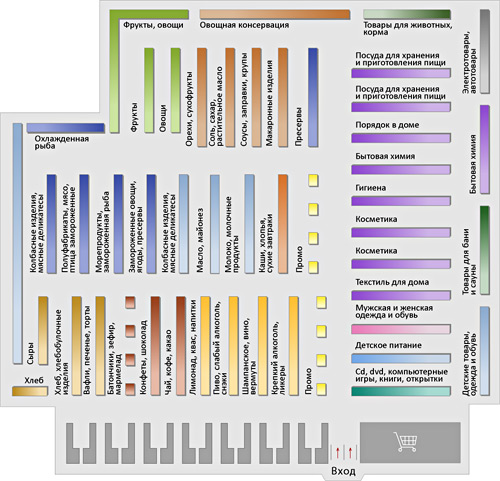 Фрукты, овощи
Овощная консервация
Товары для животных,
корма
Электротовары,
автотовары
Фрукты
Овощи
Орехи, сухофрукты
Соль, сахар,
растительное масло
Соусы, заправки, крупы
Макаронные изделия
Пресервы
Посуда для хранения
и приготовления пищи
Посуда для хранения
и приготовления пищи
Порядок в доме
Бытовая химия
Гигиена
Косметика
Косметика
Текстиль для дома
Мужская и женская
одежда и обувь
Детское питание
Cd, dvd, компьютерные
игры, книги, открытки
Бытовая химия
Товары для бани
и сауны
Детские товары,
одежда и обувь
Охлажденная
рыба
Колбасные изделия,
мясные деликатесы
Полуфабрикаты, мясо,
птица замороженные
Морепродукты,
замороженная рыба
Замороженные овощи,
ягоды, пресервы
Колбасные изделия,
мясные деликатесы
Масло, майонез
Молоко, молочные
продукты
Каши, хлопья,
сухие завтраки
Промо
Сыры
Хлеб
Хлеб, хлебобулочные
изделия
Вафли, печенье, торты
Батончики, зефир,
мармелад
Конфеты, шоколад
Чай, кофе, какао
Лимонад, квас, напитки
Пиво, слабый алкоголь,
снэки
Шампанское, вино,
вермуты
Крепкий алкоголь,
ликеры
Промо
Вход